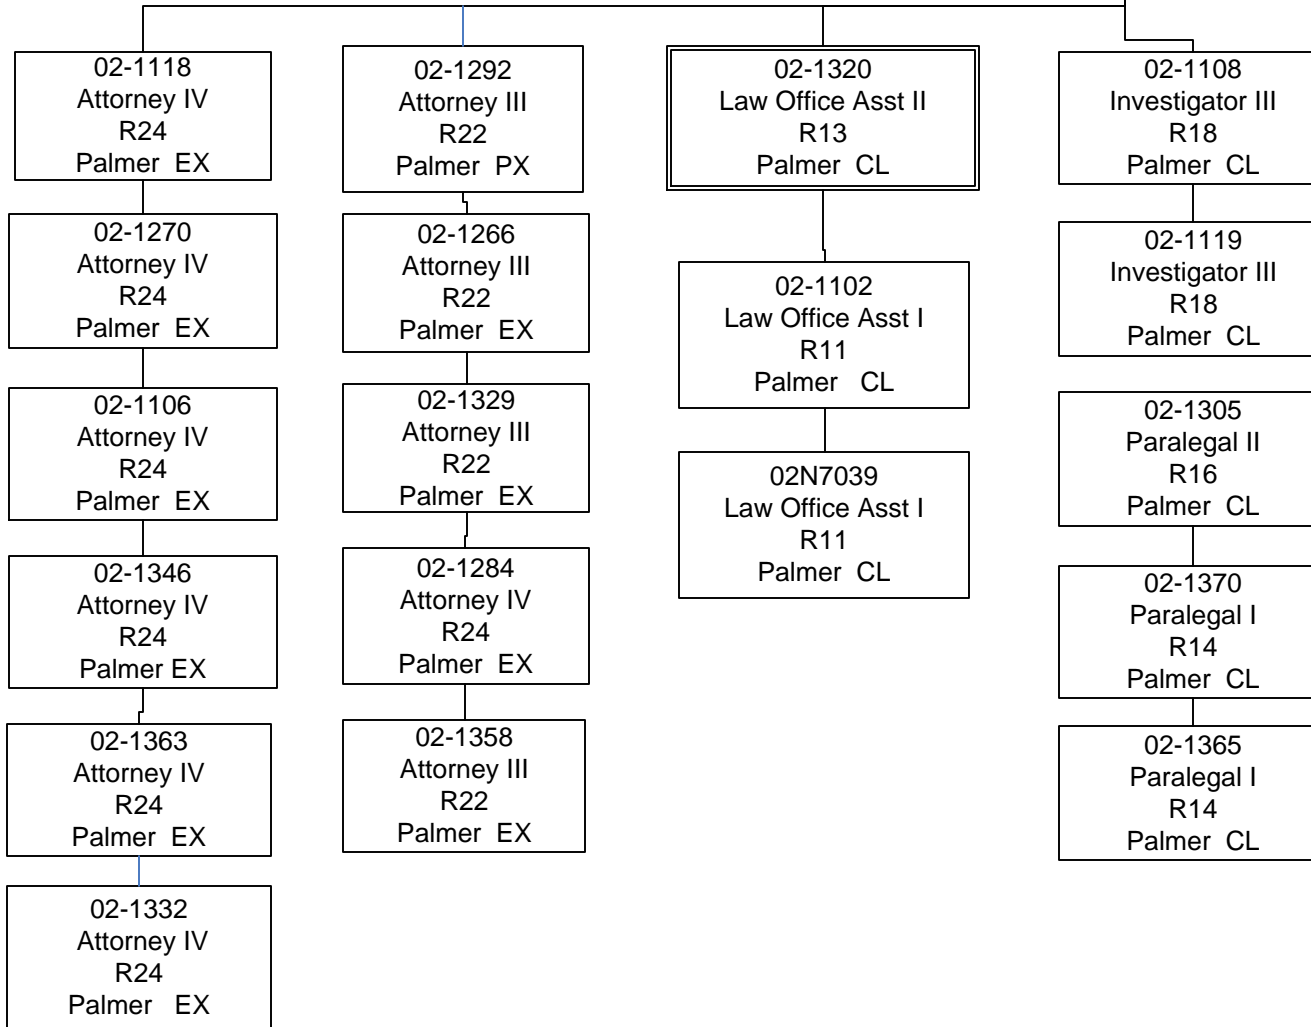 02-1118
Attorney IV
R24
Palmer EX
02-1270
Attorney IV
R24
Palmer EX
02-1106
Attorney IV
R24
Palmer EX
02-1346
Attorney IV
R24
Palmer EX
02-1363
Attorney IV
R24
Palmer EX
02-1332
Attorney IV
R24
Palmer EX
02-1292
Attorney III
R22
Palmer PX
02-1266
Attorney III
R22
Palmer EX
02-1329
Attorney III
R22
Palmer EX
02-1284
Attorney IV
R24
Palmer EX
02-1358
Attorney III
R22
Palmer EX
02-1320
Law Office Asst II
R13
Palmer CL
02-1102
Law Office Asst I
R11
Palmer CL
02N7039
Law Office Asst I
R11
Palmer CL
02-1108
Investigator III
R18
Palmer CL
02-1119
Investigator III
R18
Palmer CL
02-1305
Paralegal II
R16
Palmer CL
02-1370
Paralegal I
R14
Palmer CL
02-1365
Paralegal I
R14
Palmer CL